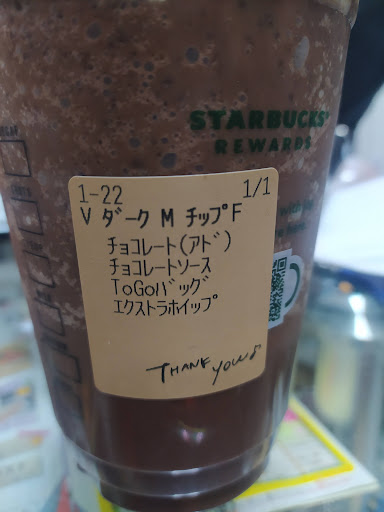 STARBUCKS®
REWARDS
1-22 1/1
V ダーク M チップF
チョコレート(アド)
チョコレートソース
ToGoバッグ
エクストラホイップ
THANK YOU♪